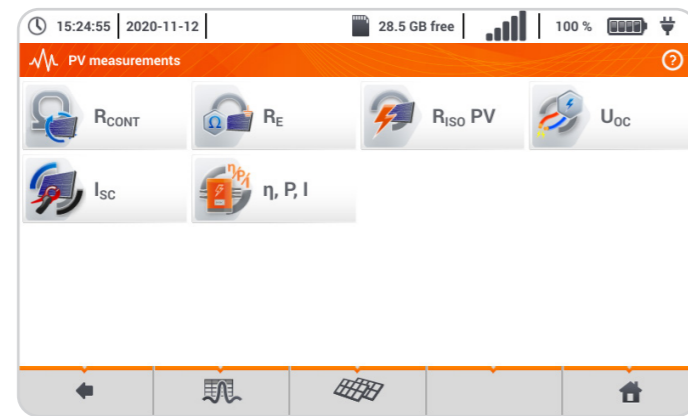 15:24:55 2020-11-12 28.5 GB free 100 %
PV measurements ?
RCONT RE RISO PV UOC
ISC η, P, I